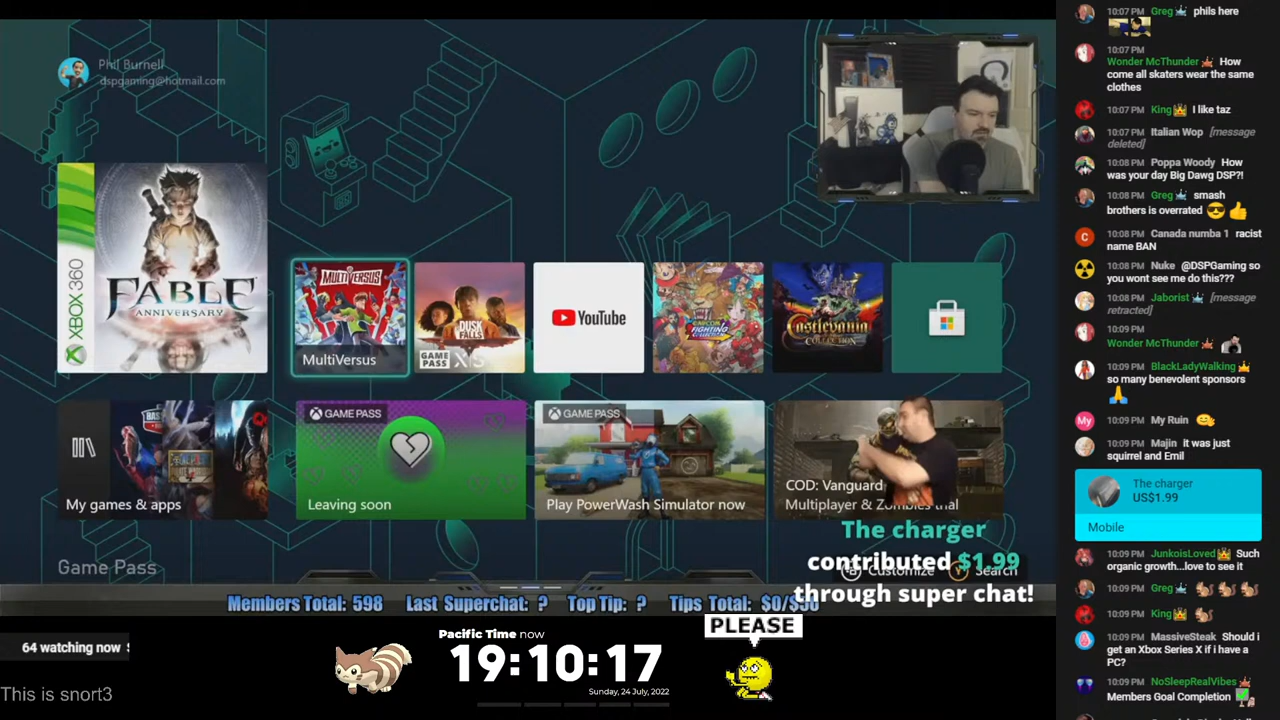 Phil Burnell
dspgaming@hotmail.com
XBOX 360
FABLE
ANNIVERSARY
MULTIVERSUS
MultiVersus
DUSK
FALLS
GAME
PASS
X|S
YouTube
CAPCOM
FIGHTING
COLLECTION
Castlevania
COLLECTION
My games & apps
GAME PASS
Leaving soon
GAME PASS
Play PowerWash Simulator now
COD: Vanguard
Multiplayer & Zombies trial
Game Pass
Customize
Search
The charger
contributed $1.99
through super chat!
Members Total: 598 Last Superchat: ? Top Tip: ? Tips Total: $0/$50
PLEASE
64 watching now
This is snort3
Pacific Time now
19:10:17
Sunday, 24 July, 2022
10:07 PM Greg phils here
10:07 PM
Wonder McThunder How
come all skaters wear the same
clothes
10:07 PM King I like taz
10:07 PM Italian Wop [message
deleted]
10:08 PM Poppa Woody How
was your day Big Dawg DSP?!
10:08 PM Greg smash
brothers is overrated
10:08 PM Canada numba 1 racist
name BAN
10:08 PM Nuke @DSPGaming so
you wont see me do this???
10:08 PM Jaborist [message
retracted]
10:09 PM
Wonder McThunder
10:09 PM BlackLadyWalking
so many benevolent sponsors
10:09 PM My Ruin
10:09 PM Majin it was just
squirrel and Emil
The charger
US$1.99
Mobile
10:09 PM JunkoisLoved Such
organic growth...love to see it
10:09 PM Greg
10:09 PM King
10:09 PM MassiveSteak Should i
get an Xbox Series X if i have a
PC?
10:09 PM NoSleepRealVibes
Members Goal Completion